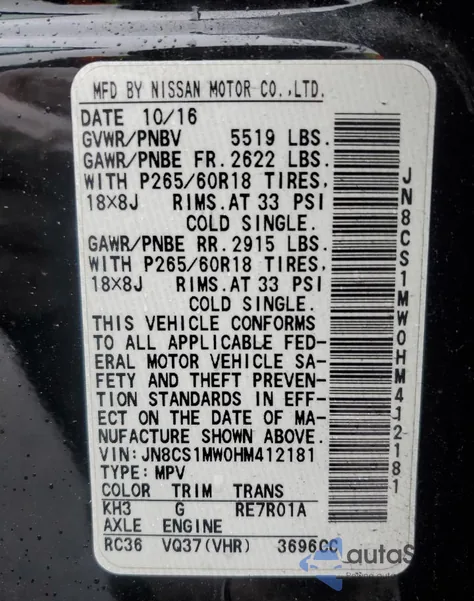 MFD BY NISSAN MOTOR CO.,LTD.
DATE 10/16
GVWR/PNBV 5519 LBS.
GAWR/PNBE FR. 2622 LBS.
WITH P265/60R18 TIRES,
18×8J RIMS. AT 33 PSI
COLD SINGLE.
GAWR/PNBE RR. 2915 LBS.
WITH P265/60R18 TIRES,
18×8J RIMS. AT 33 PSI
COLD SINGLE.
THIS VEHICLE CONFORMS
TO ALL APPLICABLE FED-
ERAL MOTOR VEHICLE SA-
FETY AND THEFT PREVEN-
TION STANDARDS IN EFF-
ECT ON THE DATE OF MA-
NUFACTURE SHOWN ABOVE.
VIN: JN8CS1MW0HM412181
TYPE: MPV
COLOR TRIM TRANS
KH3 G RE7R01A
AXLE ENGINE
RC36 VQ37(VHR) 3696CC
JN8CS1MW0HM412181
autaS